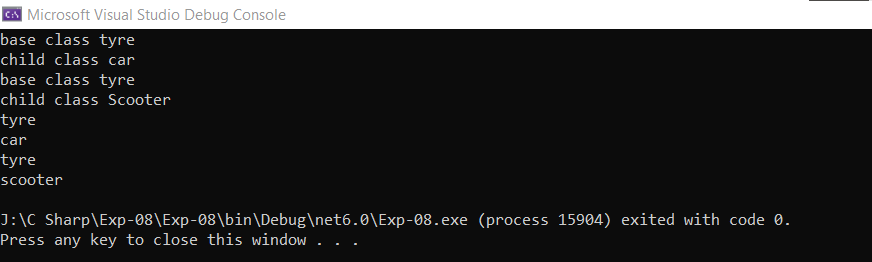 C:\ Microsoft Visual Studio Debug Console
base class tyre
child class car
base class tyre
child class Scooter
tyre
car
tyre
scooter
J:\C Sharp\Exp-08\Exp-08\bin\Debug\net6.0\Exp-08.exe (process 15904) exited with code 0.
Press any key to close this window . . .